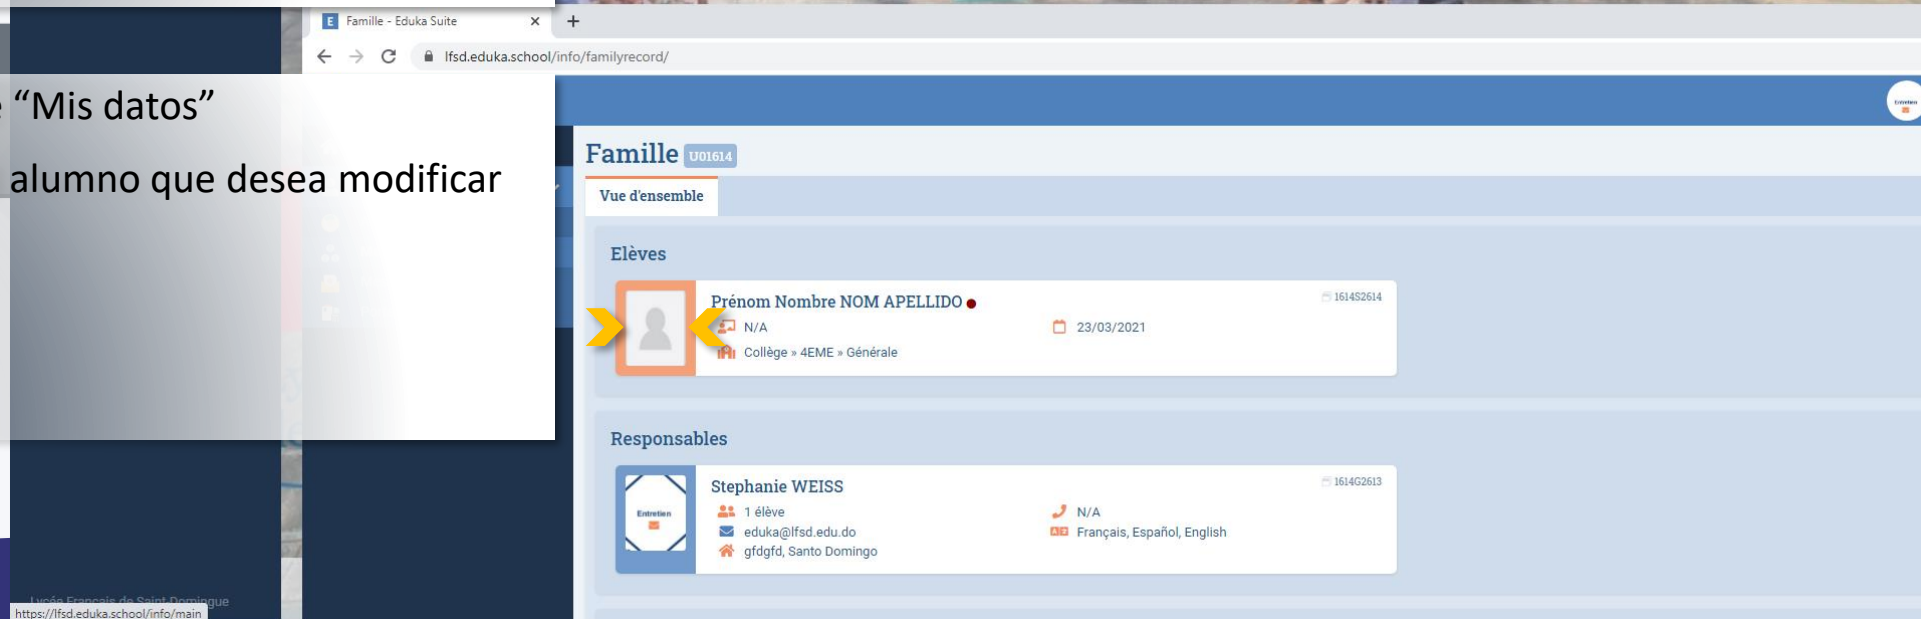 Famille - Eduka Suite
lfsd.eduka.school/info/familyrecord/
“Mis datos”
alumno que desea modificar
Entretien
Famille U01614
Vue d'ensemble
Elèves
Prénom Nombre NOM APELLIDO
1614S2614
N/A
23/03/2021
Collège » 4EME » Générale
Responsables
Stephanie WEISS
1614G2613
Entretien
1 élève
N/A
eduka@lfsd.edu.do
Français, Español, English
gfdgfd, Santo Domingo
Lycée Français de Saint-Domingue
https://lfsd.eduka.school/info/main